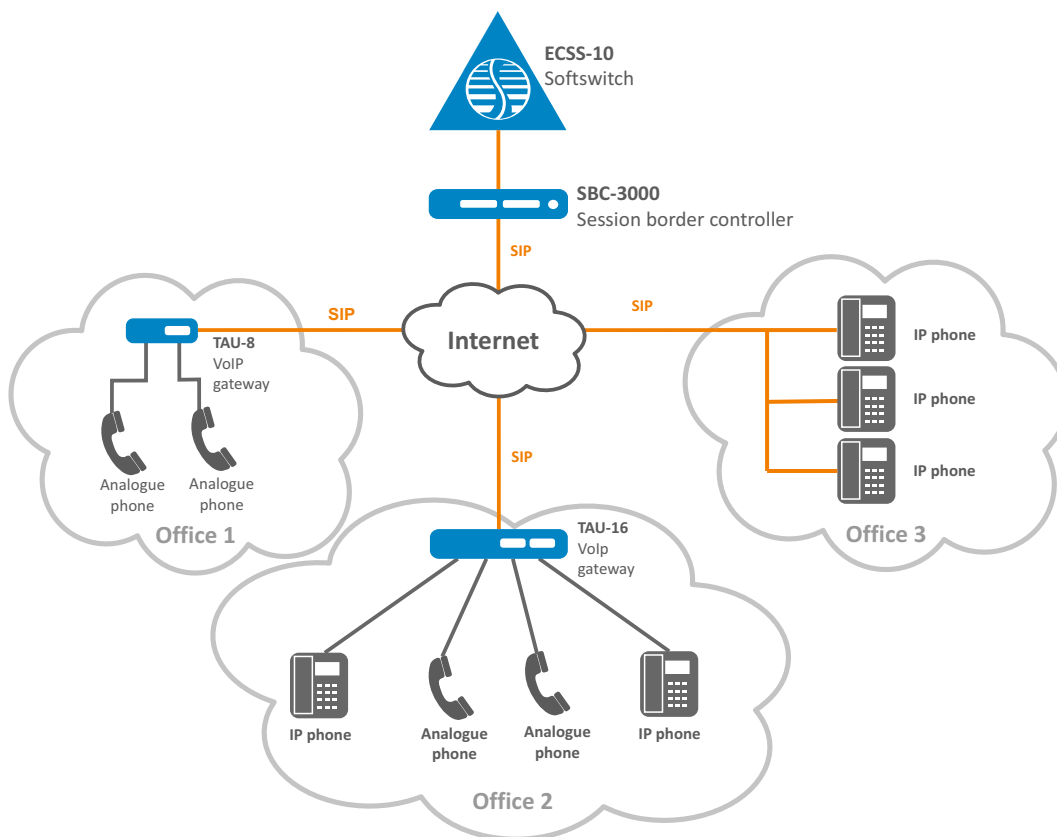 ECSS-10
Softswitch
SBC-3000
Session border controller
SIP
SIP
SIP
Internet
TAU-8
VoIP
gateway
IP phone
IP phone
IP phone
SIP
Analogue
phone
Analogue
phone
Office 1
Office 3
TAU-16
VoIp
gateway
IP phone
Analogue
phone
Analogue
phone
IP phone
Office 2